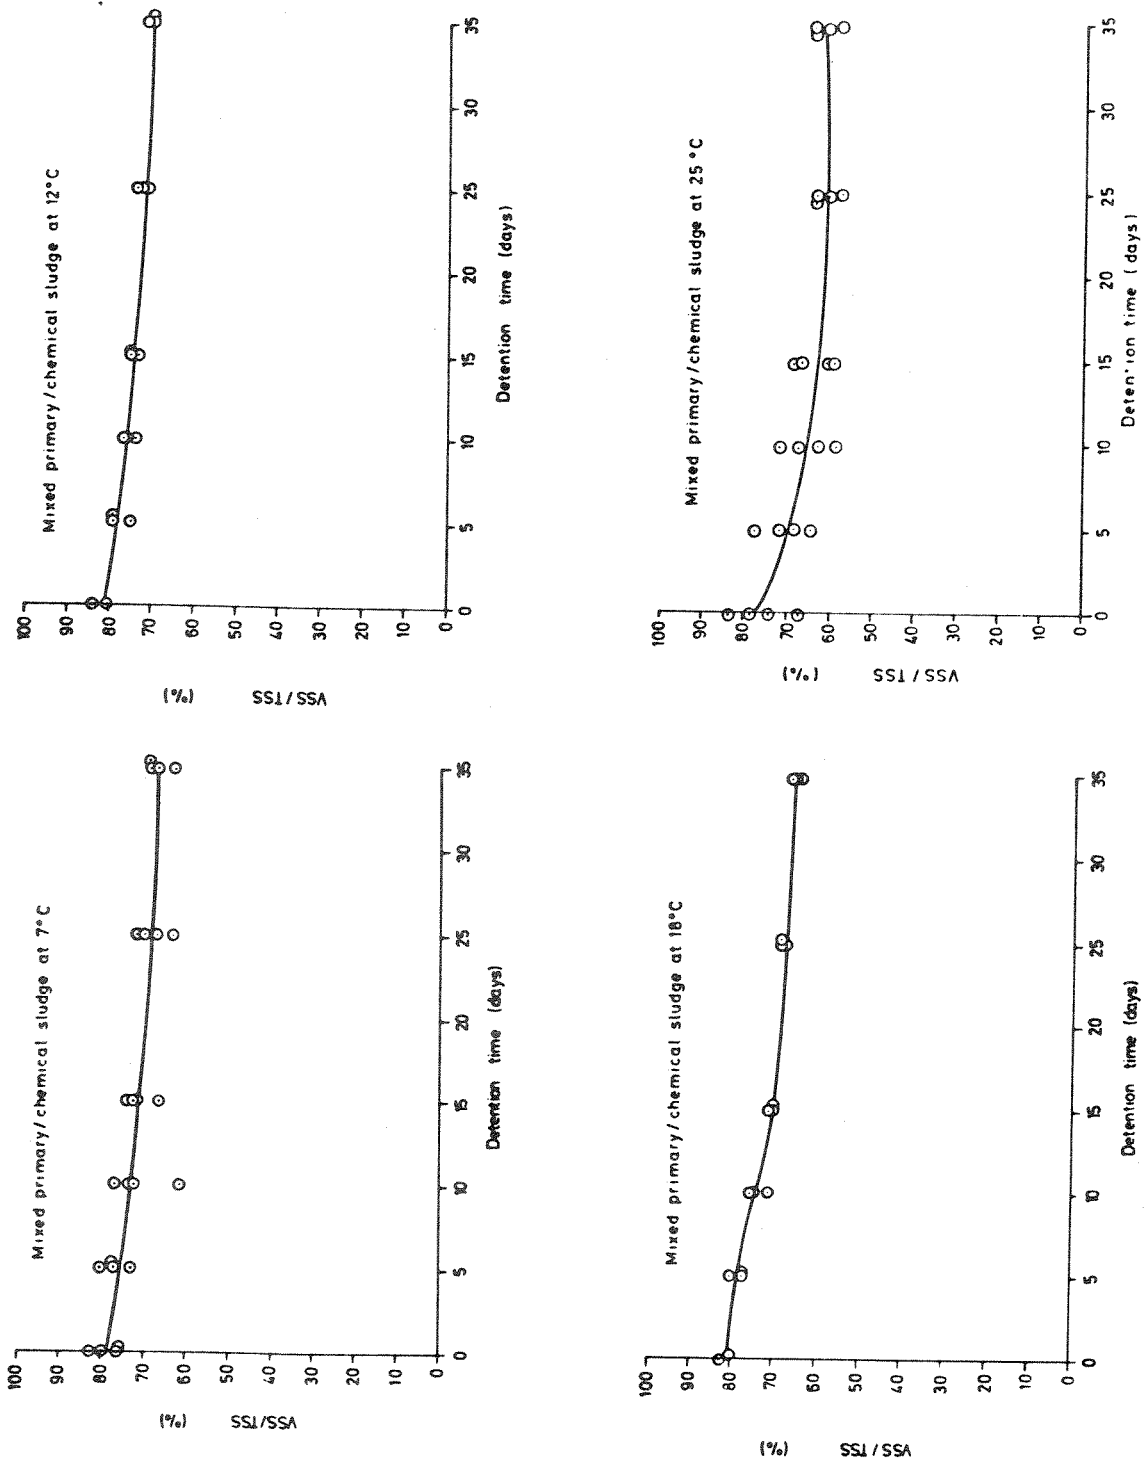 Mixed primary/chemical sludge at 7°C
VSS/TSS (%)
100
90
80
70
60
50
40
30
20
10
0
0 5 10 15 20 25 30 35
Detention time (days)
Mixed primary/chemical sludge at 12°C
VSS/TSS (%)
100
90
80
70
60
50
40
30
20
10
0
0 5 10 15 20 25 30 35
Detention time (days)
Mixed primary/chemical sludge at 18°C
VSS/TSS (%)
100
90
80
70
60
50
40
30
20
10
0
0 5 10 15 20 25 30 35
Detention time (days)
Mixed primary/chemical sludge at 25°C
VSS/TSS (%)
100
90
80
70
60
50
40
30
20
10
0
0 5 10 15 20 25 30 35
Detention time (days)